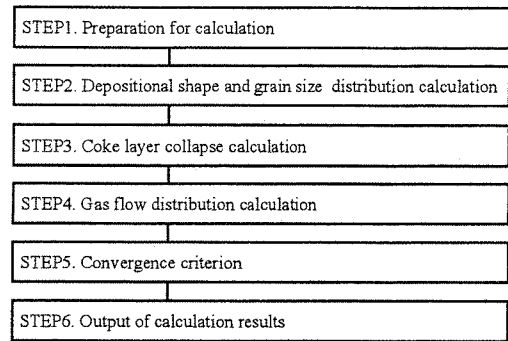 STEP1. Preparation for calculation
STEP2. Depositional shape and grain size distribution calculation
STEP3. Coke layer collapse calculation
STEP4. Gas flow distribution calculation
STEP5. Convergence criterion
STEP6. Output of calculation results